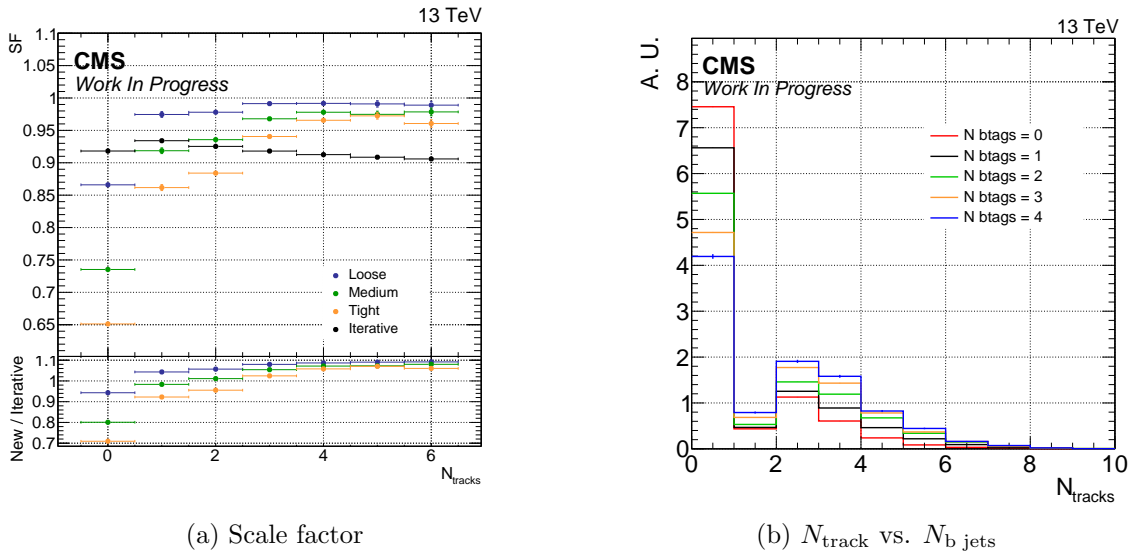 13 TeV
SF
1.1
1.05
1
0.95
0.9
0.85
0.8
0.75
0.7
0.65
CMS
Work In Progress
Loose
Medium
Tight
Iterative
New / Iterative
1.1
1
0.9
0.8
0.7
0 2 4 6
N_tracks
(a) Scale factor
13 TeV
A. U.
8
7
6
5
4
3
2
1
0
CMS
Work In Progress
N btags = 0
N btags = 1
N btags = 2
N btags = 3
N btags = 4
0 2 4 6 8 10
N_tracks
(b) N_track vs. N_b jets